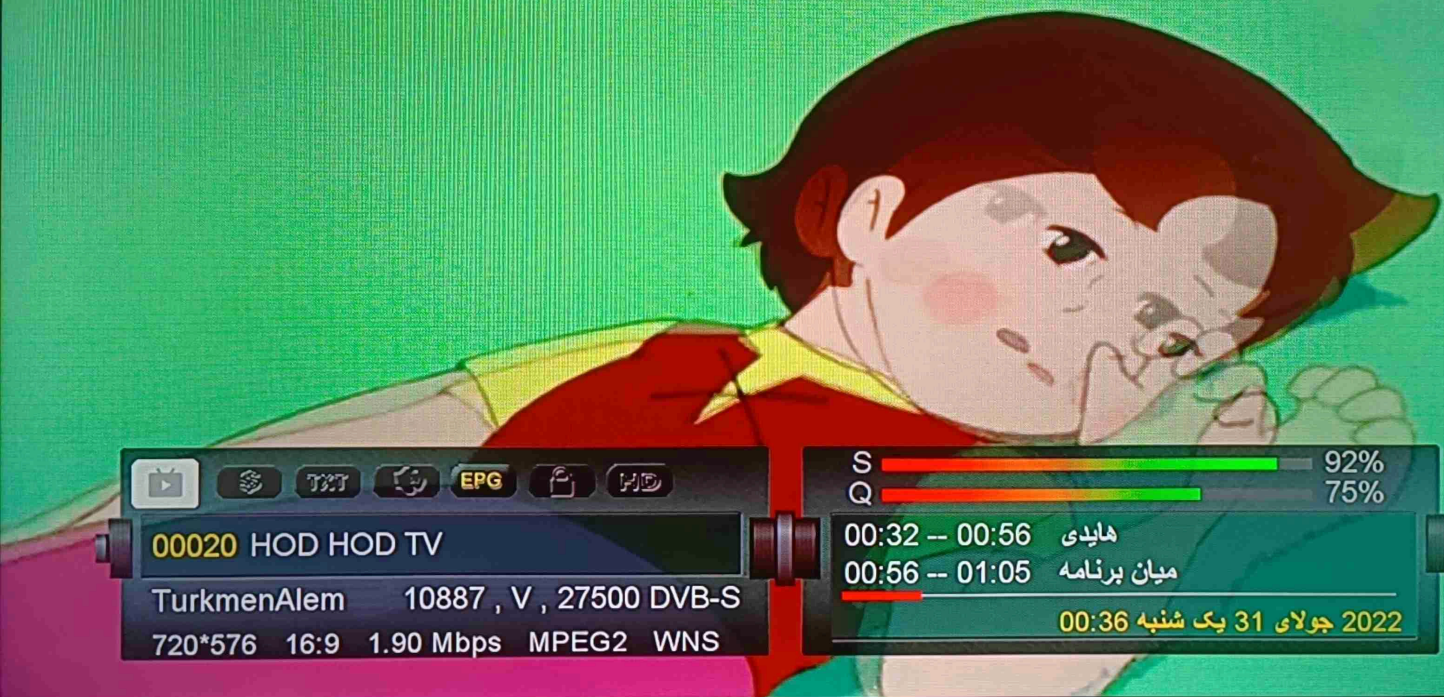 $ TXT EPG HD
00020 HOD HOD TV
TurkmenAlem 10887 , V , 27500 DVB-S
720*576 16:9 1.90 Mbps MPEG2 WNS
S 92%
Q 75%
00:32 -- 00:56 هایدی
00:56 -- 01:05 میان برنامه
2022 جولای 31 یک شنبه 00:36